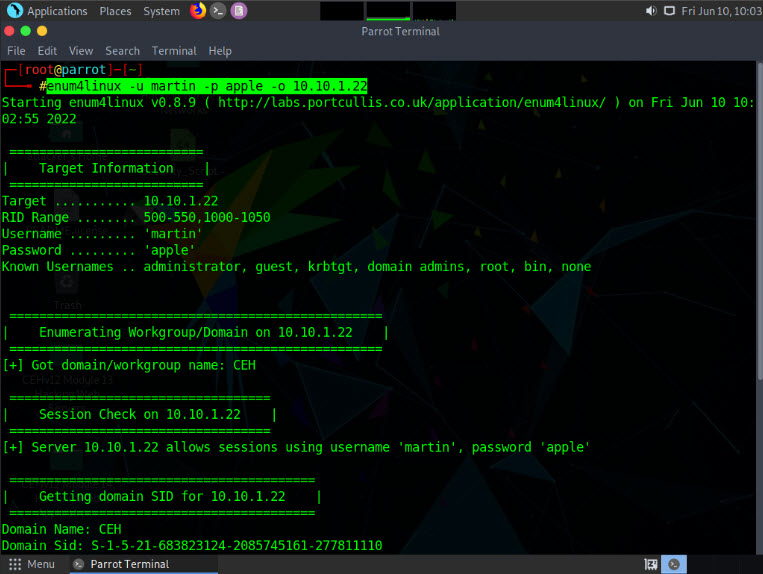 Applications Places System Fri Jun 10, 10:03
Parrot Terminal
File Edit View Search Terminal Help
┌─[root@parrot]─[~]
└──╼ #enum4linux -u martin -p apple -o 10.10.1.22
Starting enum4linux v0.8.9 ( http://labs.portcullis.co.uk/application/enum4linux/ ) on Fri Jun 10 10:
02:55 2022
==========================
| Target Information |
==========================
Target ........... 10.10.1.22
RID Range ........ 500-550,1000-1050
Username ......... 'martin'
Password ......... 'apple'
Known Usernames .. administrator, guest, krbtgt, domain admins, root, bin, none
==================================================
| Enumerating Workgroup/Domain on 10.10.1.22 |
==================================================
[+] Got domain/workgroup name: CEH
===================================
| Session Check on 10.10.1.22 |
===================================
[+] Server 10.10.1.22 allows sessions using username 'martin', password 'apple'
=========================================
| Getting domain SID for 10.10.1.22 |
=========================================
Domain Name: CEH
Domain Sid: S-1-5-21-683823124-2085745161-277811110
Menu Parrot Terminal